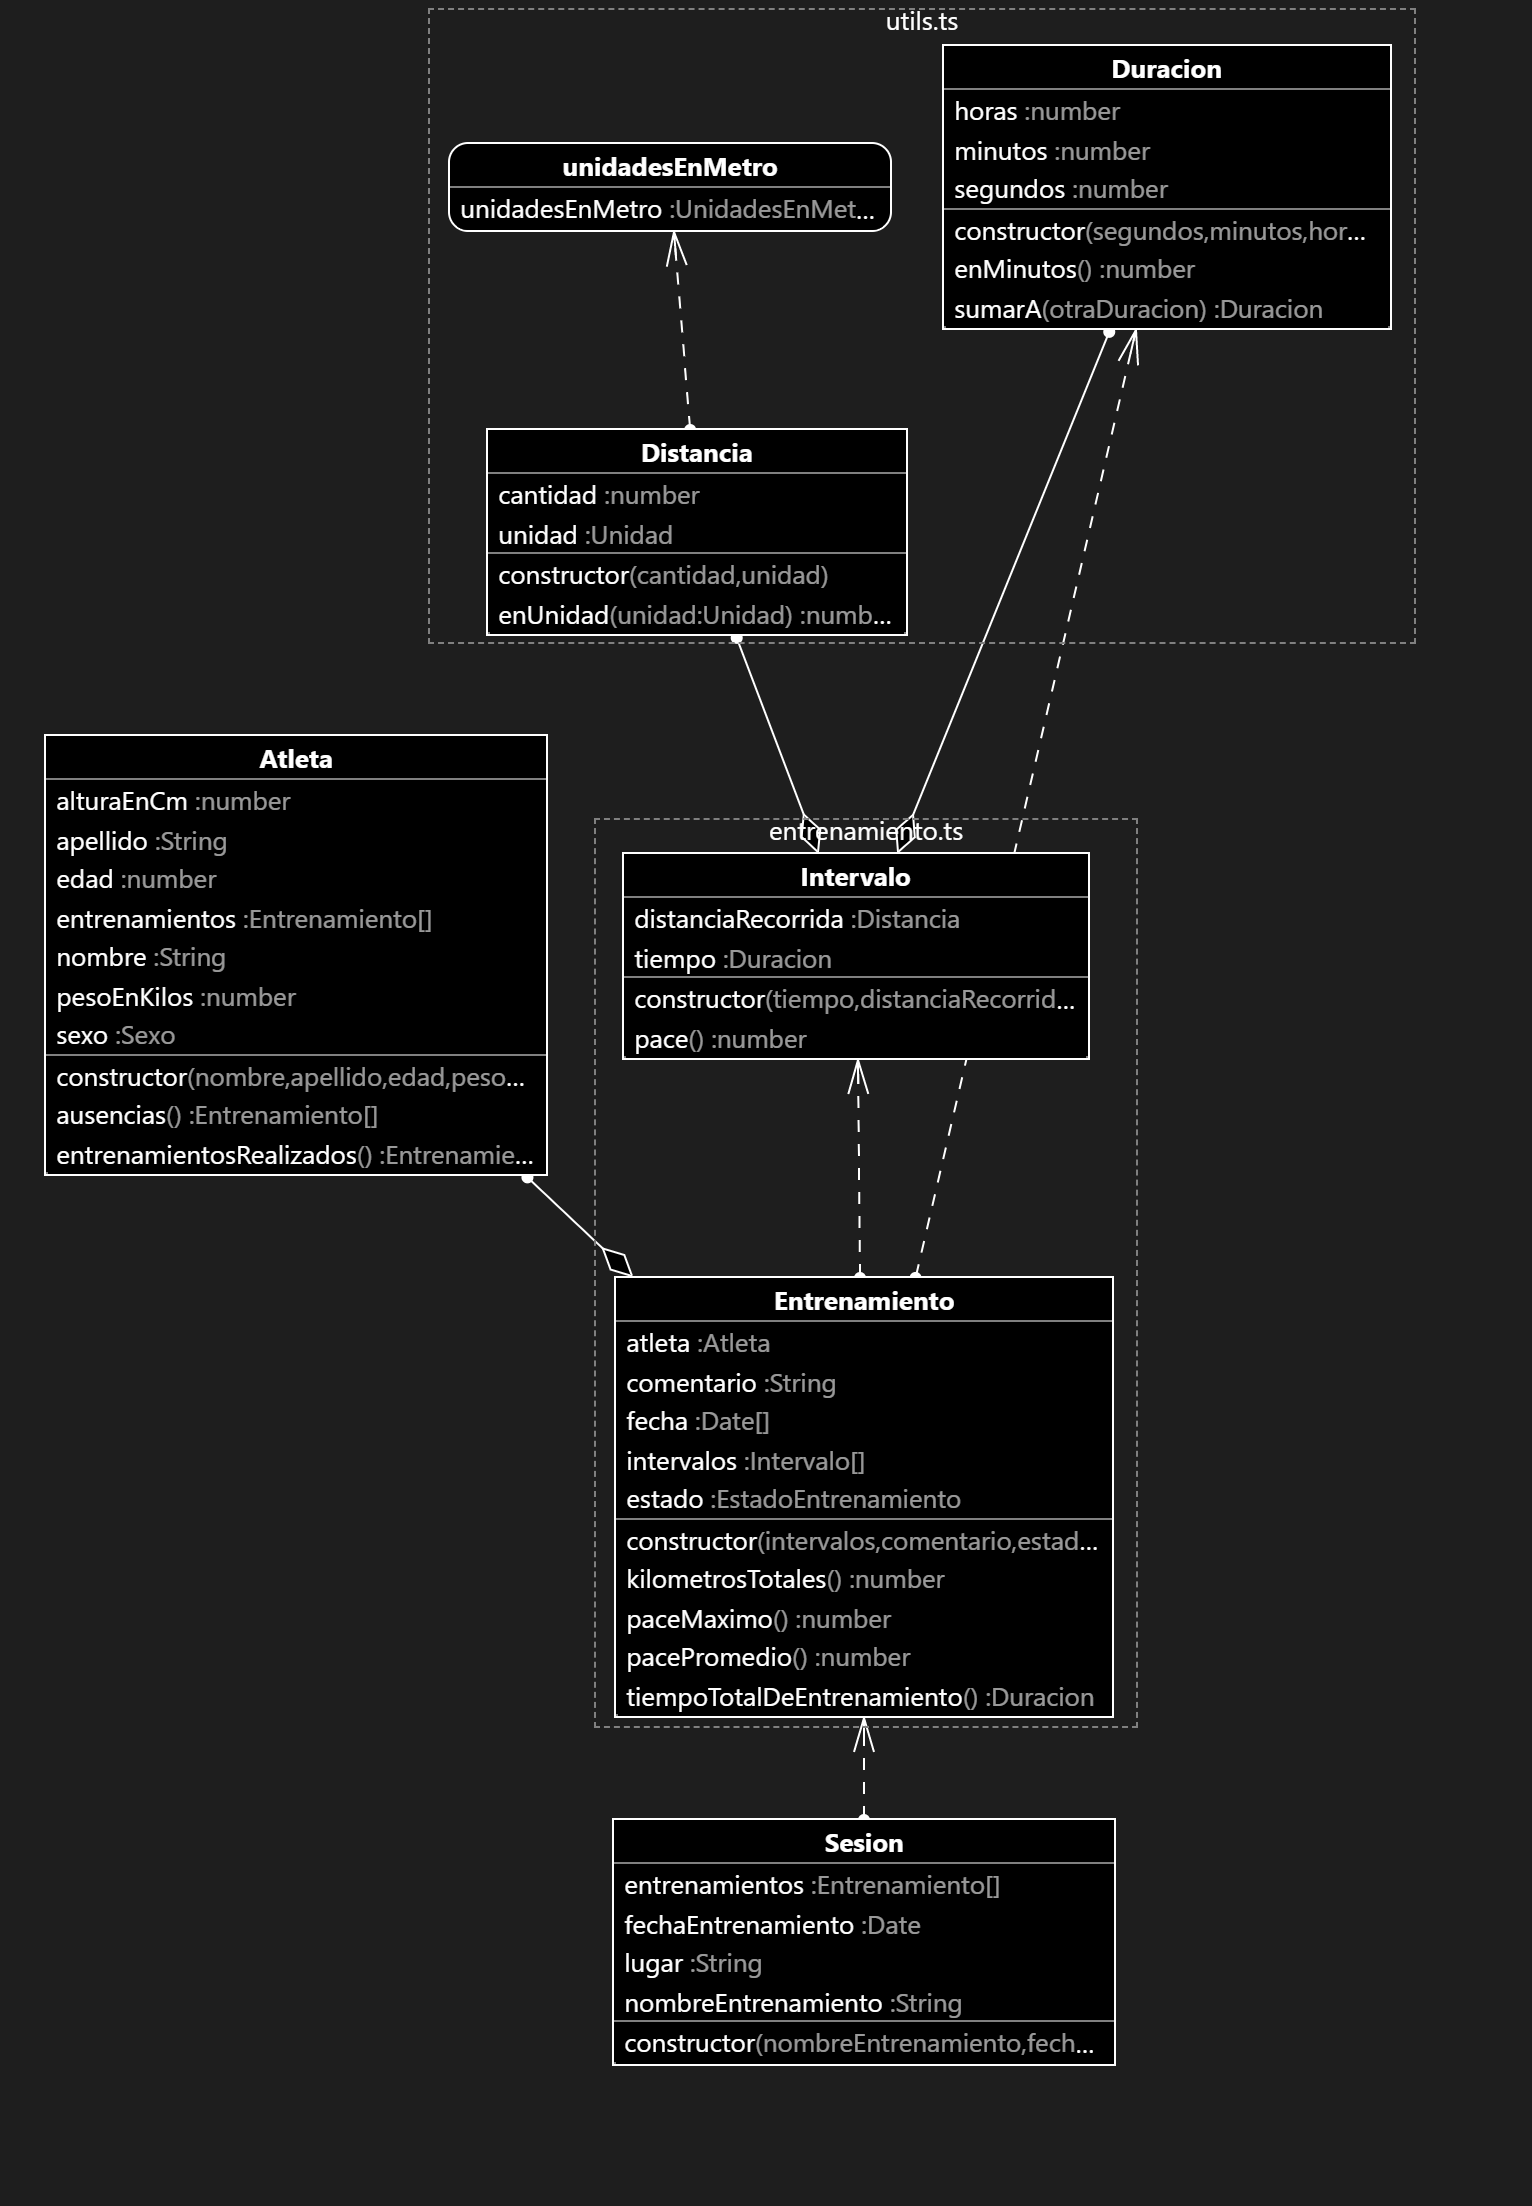 utils.ts
Duracion
horas :number
minutos :number
segundos :number
constructor(segundos,minutos,hor...
enMinutos() :number
sumarA(otraDuracion) :Duracion
unidadesEnMetro
unidadesEnMetro :UnidadesEnMet...
Distancia
cantidad :number
unidad :Unidad
constructor(cantidad,unidad)
enUnidad(unidad:Unidad) :numb...
Atleta
alturaEnCm :number
apellido :String
edad :number
entrenamientos :Entrenamiento[]
nombre :String
pesoEnKilos :number
sexo :Sexo
constructor(nombre,apellido,edad,peso...
ausencias() :Entrenamiento[]
entrenamientosRealizados() :Entrenamie...
entrenamiento.ts
Intervalo
distanciaRecorrida :Distancia
tiempo :Duracion
constructor(tiempo,distanciaRecorrid...
pace() :number
Entrenamiento
atleta :Atleta
comentario :String
fecha :Date[]
intervalos :Intervalo[]
estado :EstadoEntrenamiento
constructor(intervalos,comentario,estad...
kilometrosTotales() :number
paceMaximo() :number
pacePromedio() :number
tiempoTotalDeEntrenamiento() :Duracion
Sesion
entrenamientos :Entrenamiento[]
fechaEntrenamiento :Date
lugar :String
nombreEntrenamiento :String
constructor(nombreEntrenamiento,fech...